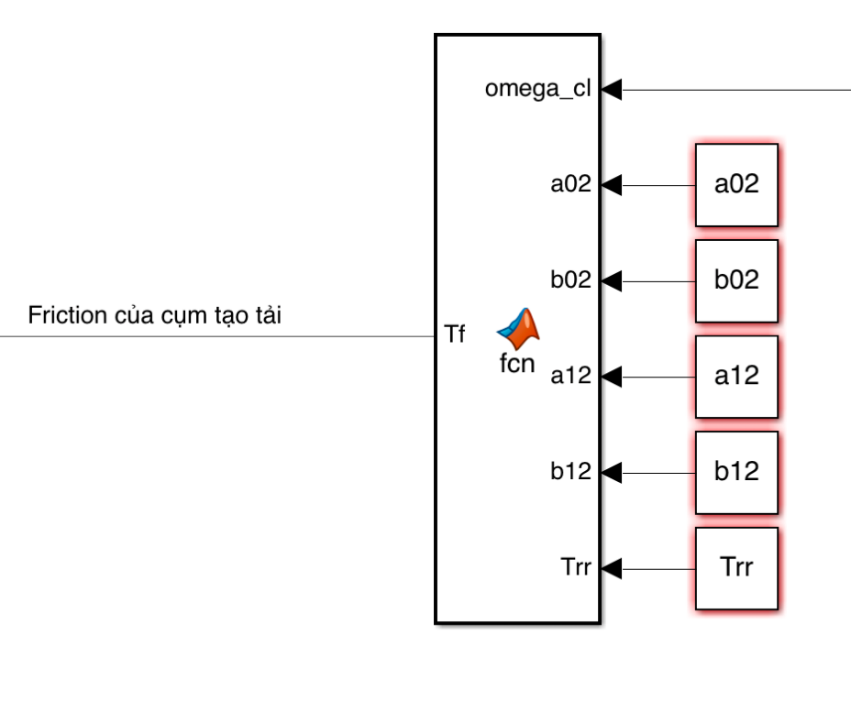 omega_cl
a02 a02
b02 b02
Friction của cụm tạo tải
Tf
fcn
a12 a12
b12 b12
Trr Trr